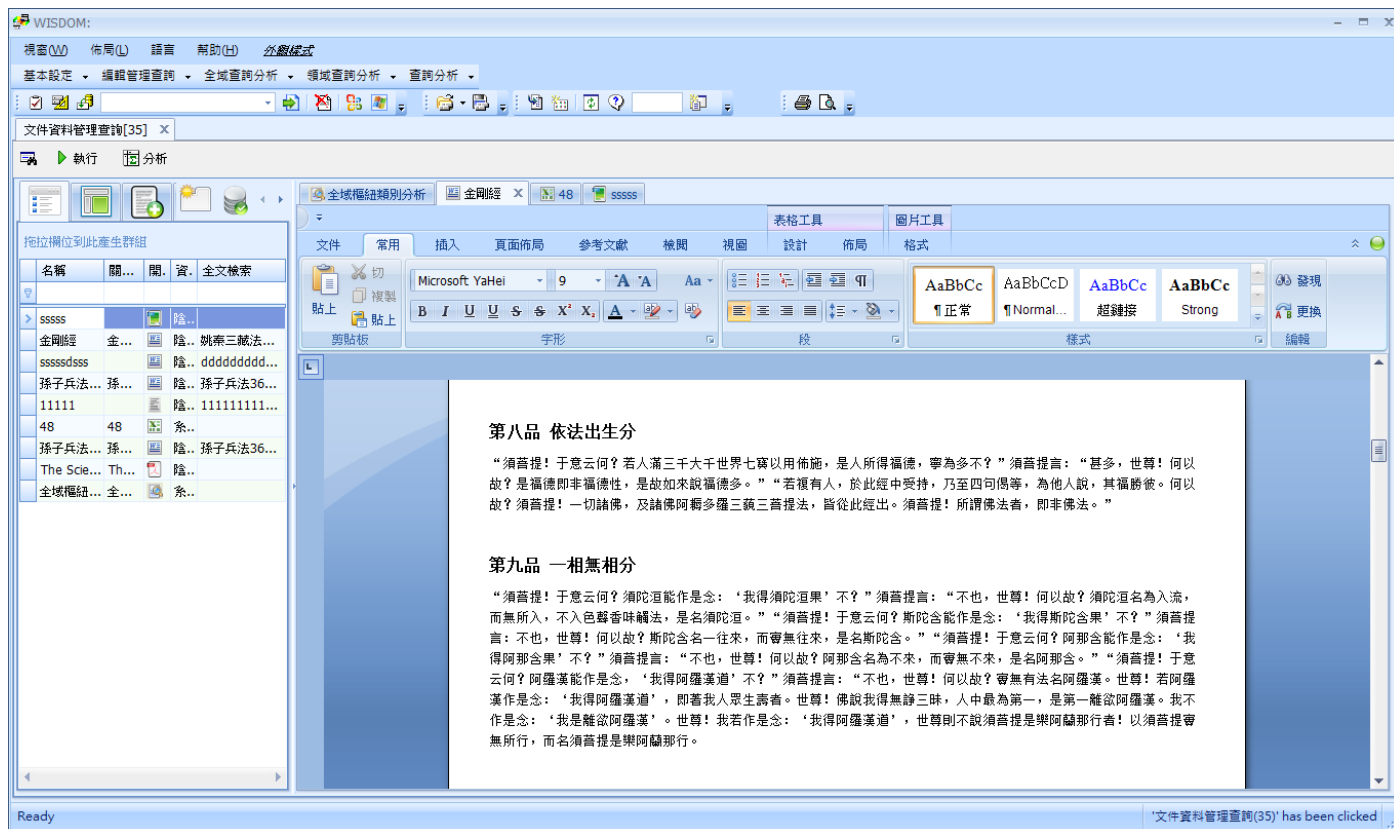 WISDOM:
視窗(W) 佈局(L) 語言 幫助(H) 外觀樣式
基本設定 編輯管理查詢 全域查詢分析 領域查詢分析 查詢分析
文件資料管理查詢[35] X
執行 分析
全域樞紐類別分析 金剛經 X 48 sssss
表格工具 圖片工具
拖拉欄位到此產生群組
文件 常用 插入 頁面佈局 參考文獻 檢閱 視圖 設計 佈局 格式
名稱 關... 開. 資. 全文檢索
sssss 陰..
金剛經 金... 陰.. 姚秦三藏法...
sssssdsss 陰.. ddddddddd...
孫子兵法... 孫... 陰.. 孫子兵法36...
11111 陰.. 111111111...
48 48 系..
孫子兵法... 孫... 陰.. 孫子兵法36...
The Scie... Th... 陰..
全域樞紐... 全... 系..
貼上 切 複製 貼上
剪貼板
Microsoft YaHei 9 Aa
B I U U S S X² X₂ A
字形
段
AaBbCc AaBbCcD AaBbCc AaBbCc
正常 Normal... 超鏈接 Strong
樣式
發現
更換
編輯
第八品 依法出生分
“須菩提！于意云何？若人滿三千大千世界七寶以用佈施，是人所得福德，寧為多不？”須菩提言：“甚多，世尊！何以
故？是福德即非福德性，是故如來說福德多。”“若複有人，於此經中受持，乃至四句偈等，為他人說，其福勝彼。何以
故？須菩提！一切諸佛，及諸佛阿耨多羅三藐三菩提法，皆從此經出。須菩提！所謂佛法者，即非佛法。”
第九品 一相無相分
“須菩提！于意云何？須陀洹能作是念：‘我得須陀洹果’不？”須菩提言：“不也，世尊！何以故？須陀洹名為入流，
而無所入，不入色聲香味觸法，是名須陀洹。”“須菩提！于意云何？斯陀含能作是念：‘我得斯陀含果’不？”須菩提
言：不也，世尊！何以故？斯陀含名一往來，而實無往來，是名斯陀含。”“須菩提！于意云何？阿那含能作是念：‘我
得阿那含果’不？”須菩提言：“不也，世尊！何以故？阿那含名為不來，而實無不來，是名阿那含。”“須菩提！于意
云何？阿羅漢能作是念，‘我得阿羅漢道’不？”須菩提言：“不也，世尊！何以故？實無有法名阿羅漢。世尊！若阿羅
漢作是念：‘我得阿羅漢道’，即著我人眾生壽者。世尊！佛說我得無諍三昧，人中最為第一，是第一離欲阿羅漢。我不
作是念：‘我是離欲阿羅漢’。世尊！我若作是念：‘我得阿羅漢道’，世尊則不說須菩提是樂阿蘭那行者！以須菩提實
無所行，而名須菩提是樂阿蘭那行。
Ready
'文件資料管理查詢(35)' has been clicked